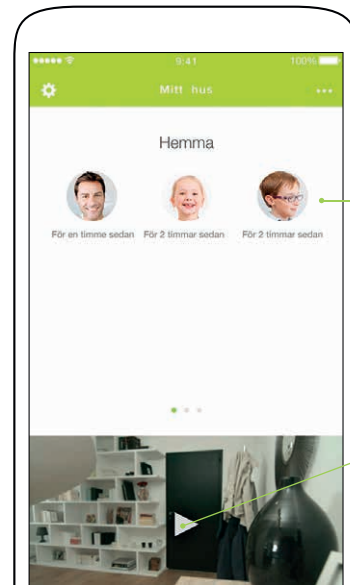 9:41
100%
Mitt hus
Hemma
För en timme sedan
För 2 timmar sedan
För 2 timmar sedan